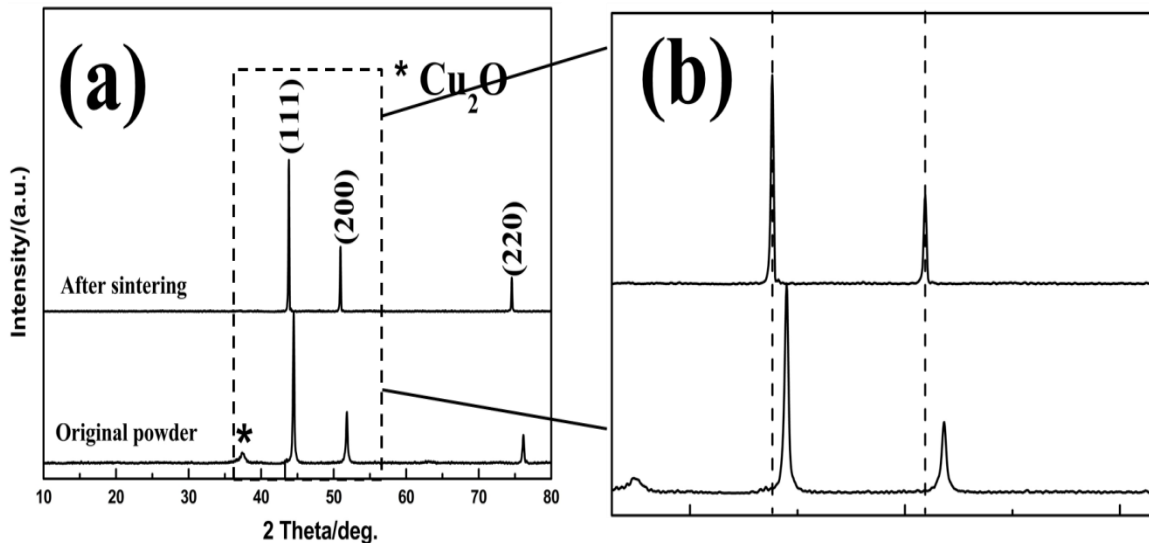 (a)
* Cu₂O
(111)
(200)
(220)
After sintering
Original powder
*
Intensity/(a.u.)
10 20 30 40 50 60 70 80
2 Theta/deg.
(b)